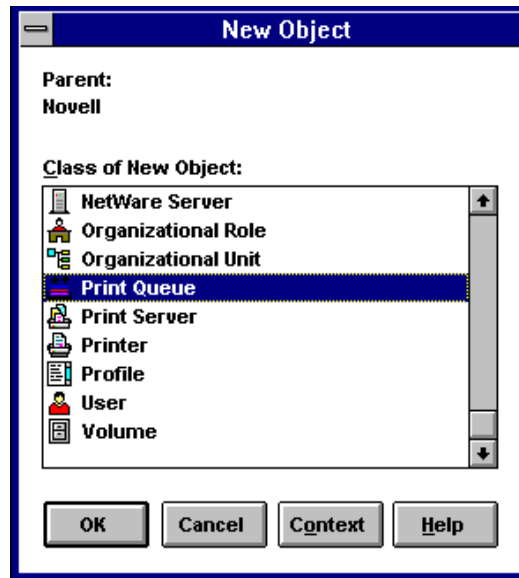 New Object
Parent:
Novell
Class of New Object:
NetWare Server
Organizational Role
Organizational Unit
Print Queue
Print Server
Printer
Profile
User
Volume
OK Cancel Context Help